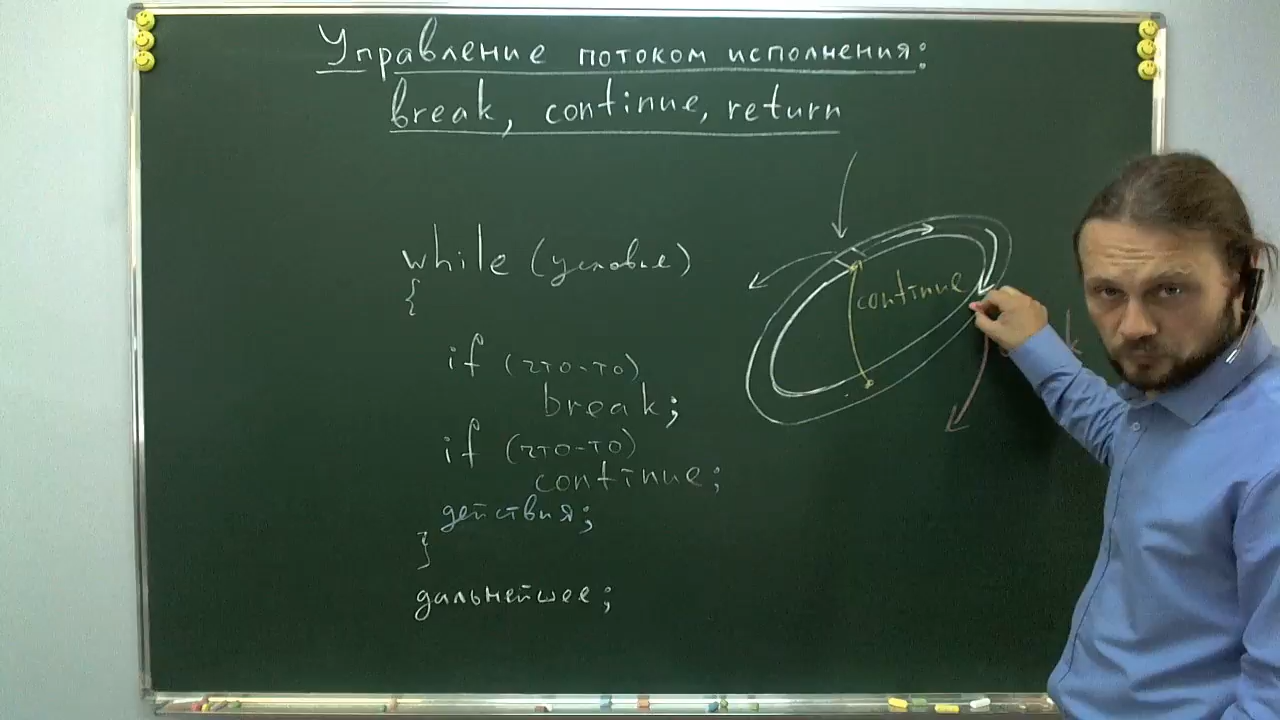 Управление потоком исполнения:
break, continue, return
while (условие)
{
if (что-то)
break;
if (что-то)
continue;
действия;
}
дальнейшее;
continue